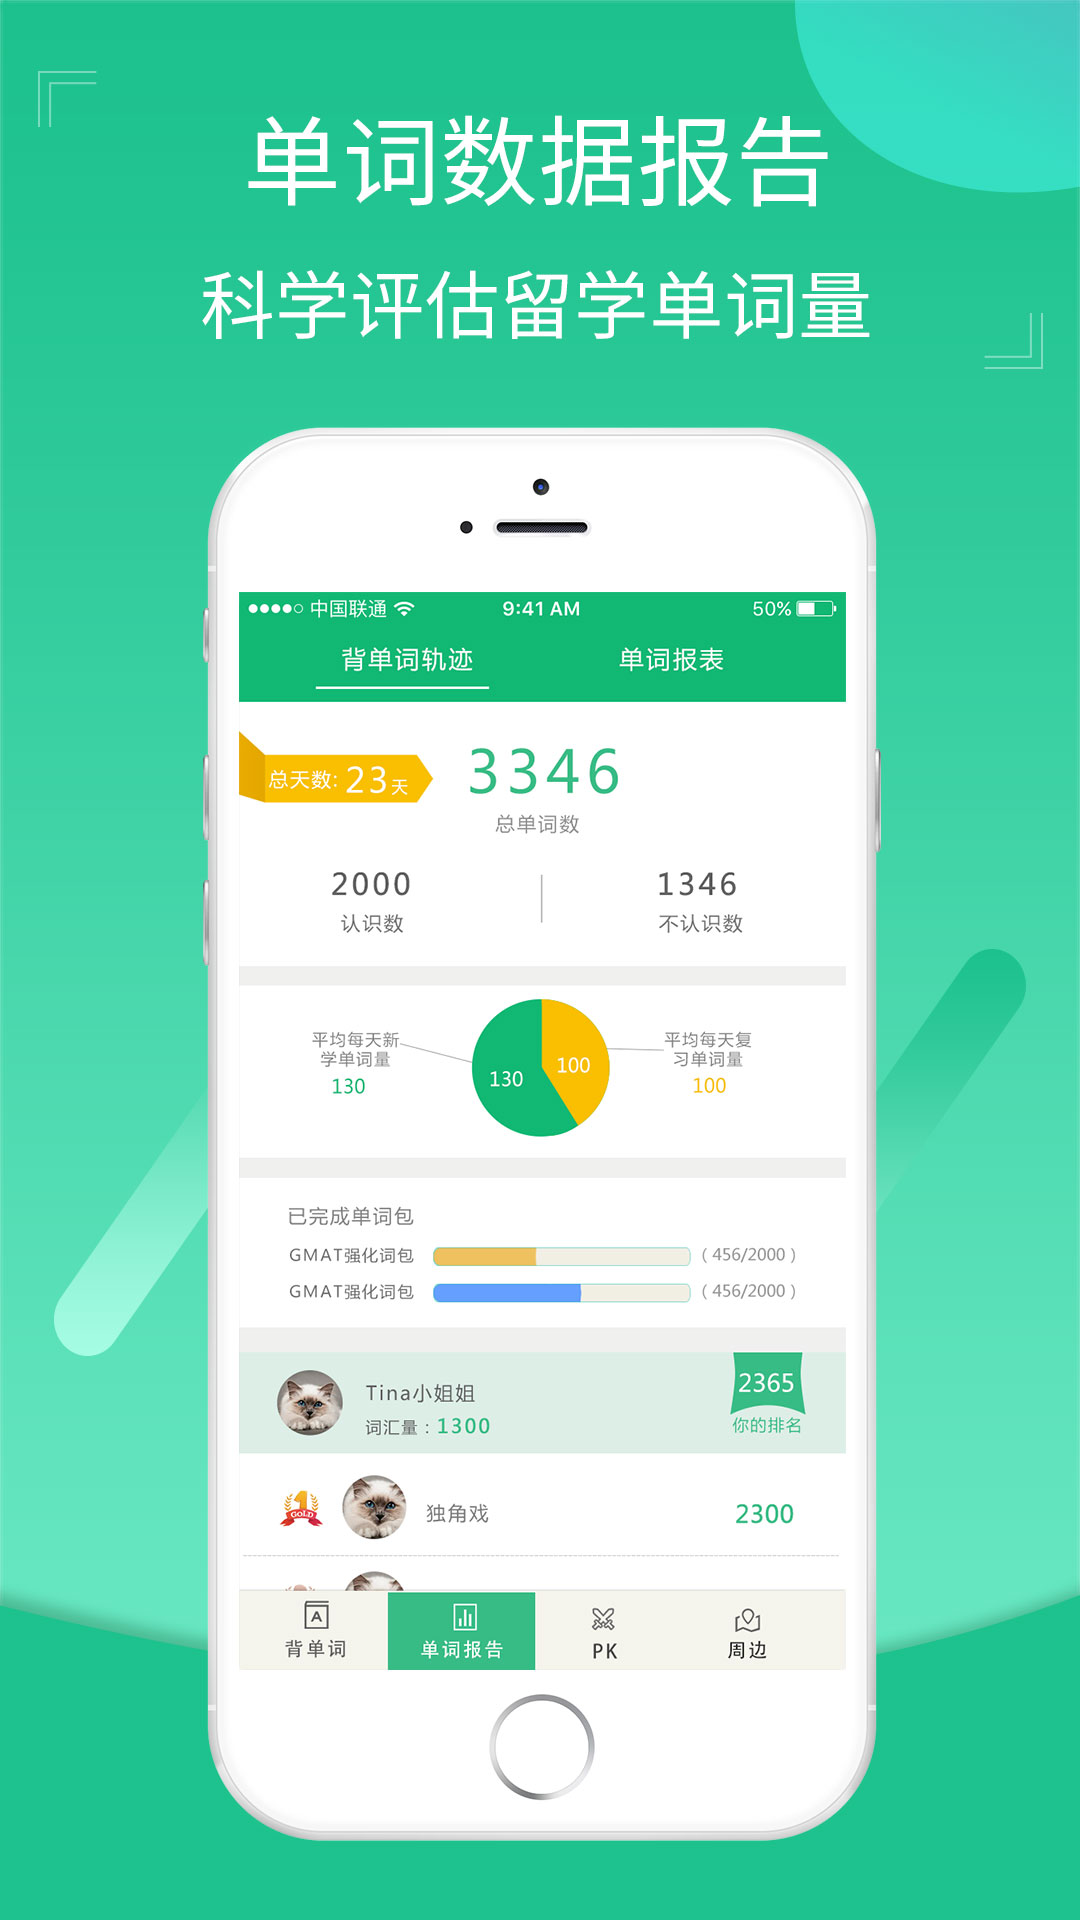 单词数据报告
科学评估留学单词量
中国联通 9:41 AM 50%
背单词轨迹 单词报表
总天数: 23天
3346
总单词数
2000 1346
认识数 不认识数
平均每天新
学单词量
130
130 100
平均每天复
习单词量
100
已完成单词包
GMAT强化词包 (456/2000)
GMAT强化词包 (456/2000)
Tina小姐姐 2365
词汇量:1300 你的排名
1 GOLD 独角戏 2300
A
背单词 单词报告 PK 周边